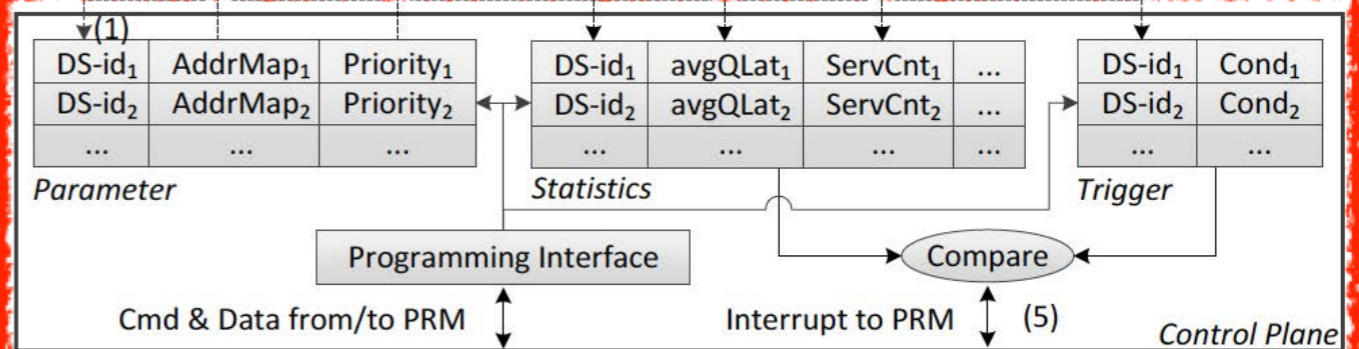 (1)
DS-id₁ AddrMap₁ Priority₁ DS-id₁ avgQLat₁ ServCnt₁ ... DS-id₁ Cond₁
DS-id₂ AddrMap₂ Priority₂ DS-id₂ avgQLat₂ ServCnt₂ ... DS-id₂ Cond₂
... ... ... ... ... ... ... ... ...
Parameter Statistics Trigger
Programming Interface Compare
Cmd & Data from/to PRM Interrupt to PRM (5)
Control Plane